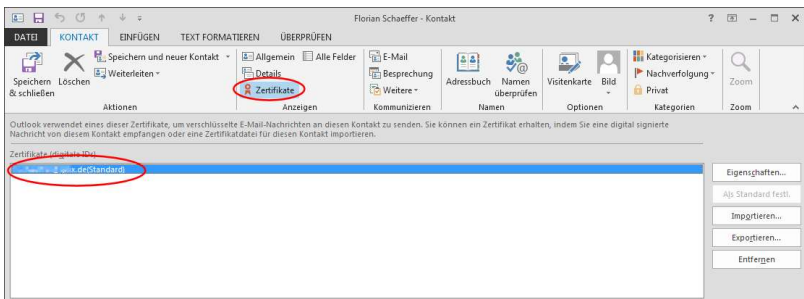 Florian Schaeffer - Kontakt
DATEI KONTAKT EINFÜGEN TEXT FORMATIEREN ÜBERPRÜFEN
Speichern & schließen
Löschen
Speichern und neuer Kontakt
Weiterleiten
Aktionen
Allgemein
Alle Felder
Details
Zertifikate
Anzeigen
E-Mail
Besprechung
Weitere
Kommunizieren
Adressbuch
Namen überprüfen
Namen
Visitenkarte
Bild
Optionen
Kategorisieren
Nachverfolgung
Privat
Kategorien
Zoom
Zoom
Outlook verwendet eines dieser Zertifikate, um verschlüsselte E-Mail-Nachrichten an diesen Kontakt zu senden. Sie können ein Zertifikat erhalten, indem Sie eine digital signierte
Nachricht von diesem Kontakt empfangen oder eine Zertifikatdatei für diesen Kontakt importieren.
Zertifikate (digitale IDs):
.de(Standard)
Eigenschaften...
Als Standard festl.
Importieren...
Exportieren...
Entfernen